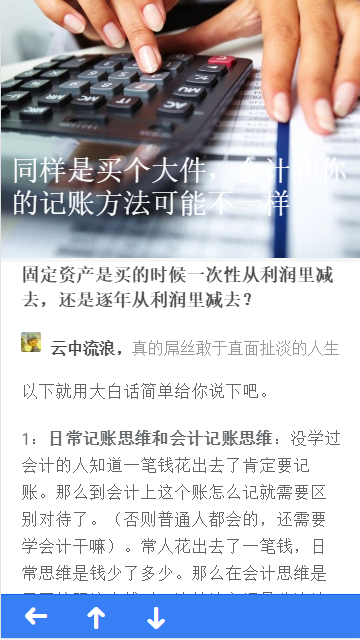 同样是买个大件，会计和你
的记账方法可能不一样
固定资产是买的时候一次性从利润里减
去，还是逐年从利润里减去？
云中流浪，真的屌丝敢于直面扯淡的人生
以下就用大白话简单给你说下吧。
1：日常记账思维和会计记账思维：没学过
会计的人知道一笔钱花出去了肯定要记
账。那么到会计上这个账怎么记就需要区
别对待了。（否则普通人都会的，还需要
学会计干嘛）。常人花出去了一笔钱，日
常思维是钱少了多少。那么在会计思维是